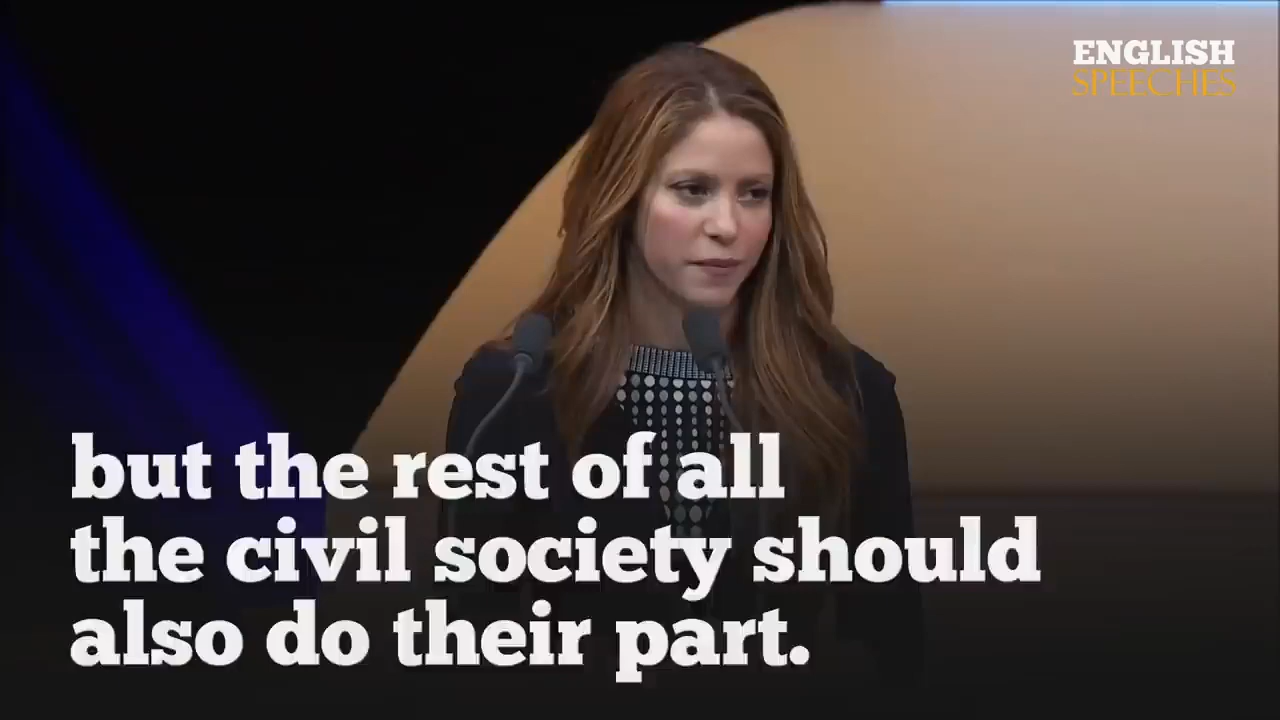 ENGLISH
SPEECHES
but the rest of all
the civil society should
also do their part.